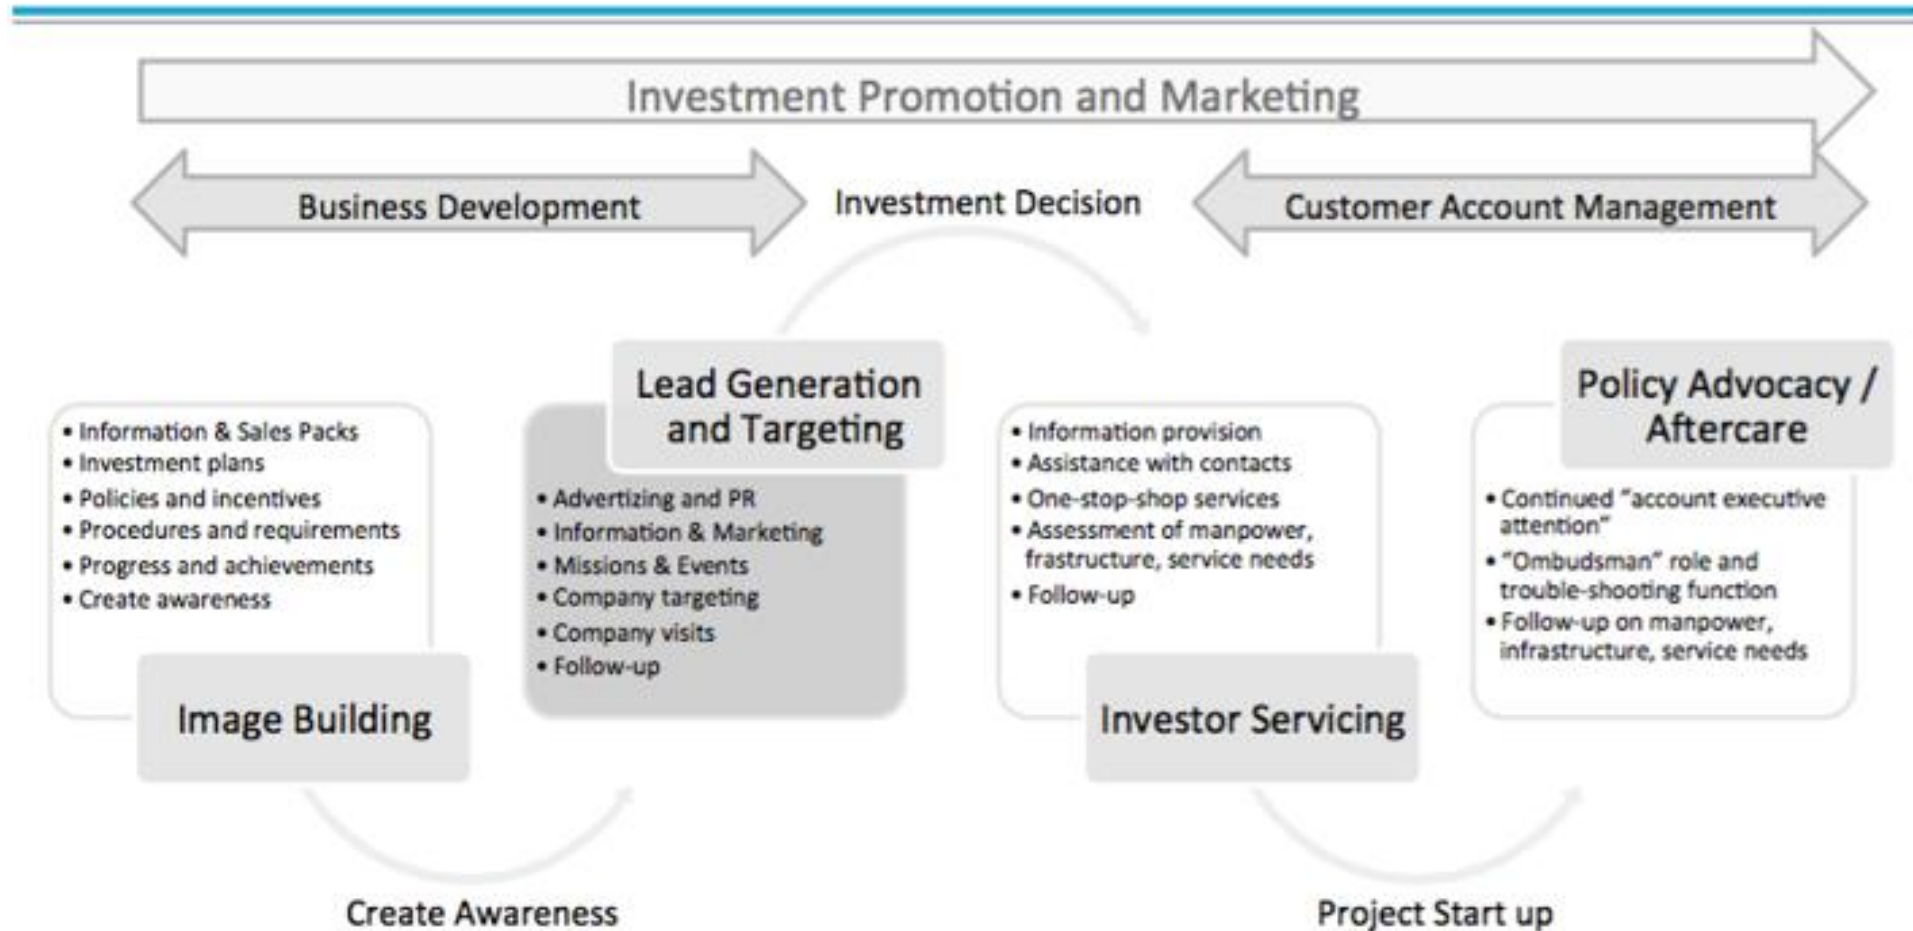 Investment Promotion and Marketing
Business Development
Investment Decision
Customer Account Management
• Information & Sales Packs
• Investment plans
• Policies and incentives
• Procedures and requirements
• Progress and achievements
• Create awareness
Image Building
Create Awareness
Lead Generation
and Targeting
• Advertizing and PR
• Information & Marketing
• Missions & Events
• Company targeting
• Company visits
• Follow-up
• Information provision
• Assistance with contacts
• One-stop-shop services
• Assessment of manpower,
frastructure, service needs
• Follow-up
Investor Servicing
Project Start up
Policy Advocacy /
Aftercare
• Continued "account executive
attention"
• "Ombudsman" role and
trouble-shooting function
• Follow-up on manpower,
infrastructure, service needs